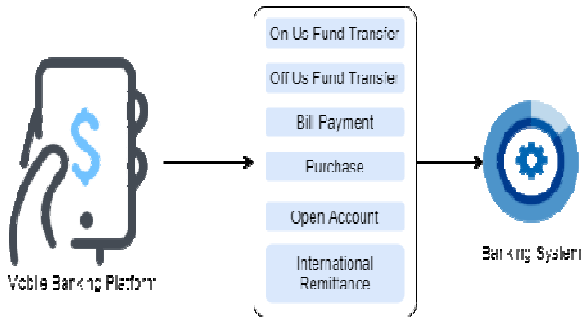 On Us Fund Transfer
Off Us Fund Transfer
Bill Payment
Purchase
Open Account
International
Remittance
Mobile Banking Platform
Banking System